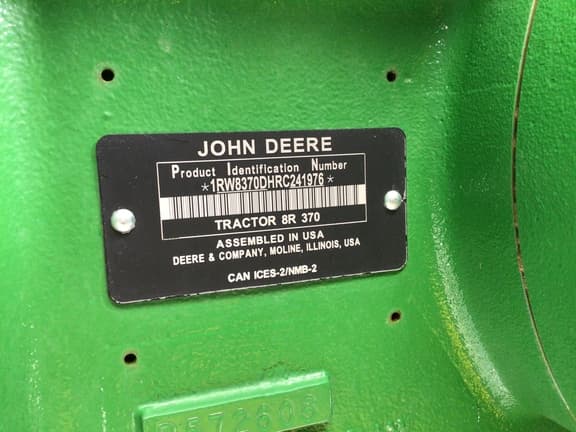 JOHN DEERE
Product Identification Number
*1RW8370DHRC241976*
TRACTOR 8R 370
ASSEMBLED IN USA
DEERE & COMPANY, MOLINE, ILLINOIS, USA
CAN ICES-2/NMB-2